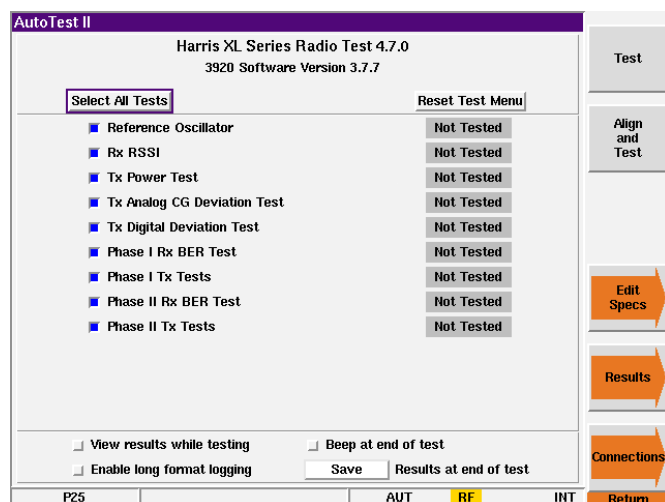 AutoTest II
Harris XL Series Radio Test 4.7.0
3920 Software Version 3.7.7
Select All Tests Reset Test Menu
Reference Oscillator Not Tested
Rx RSSI Not Tested
Tx Power Test Not Tested
Tx Analog CG Deviation Test Not Tested
Tx Digital Deviation Test Not Tested
Phase I Rx BER Test Not Tested
Phase I Tx Tests Not Tested
Phase II Rx BER Test Not Tested
Phase II Tx Tests Not Tested
View results while testing Beep at end of test
Enable long format logging Save Results at end of test
P25 AUT RF INT
Test
Align
and
Test
Edit
Specs
Results
Connections
Return